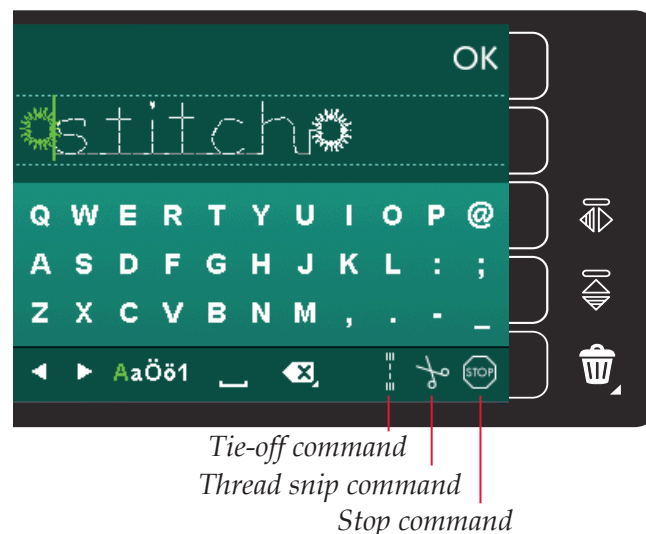 OK
stitch
Q W E R T Y U I O P @
A S D F G H J K L : ;
Z X C V B N M , . - _
AaÖö1 STOP
Tie-off command
Thread snip command
Stop command